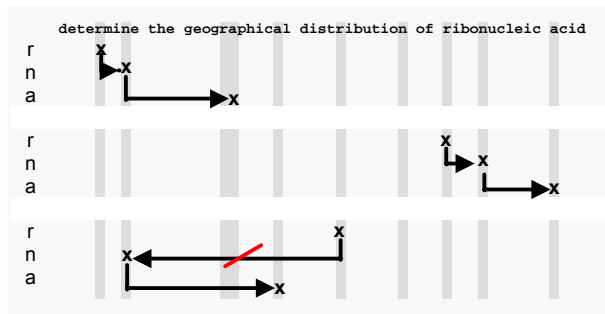 determine the geographical distribution of ribonucleic acid
r x
n x
a x
r x
n x
a x
r x
n x
a x